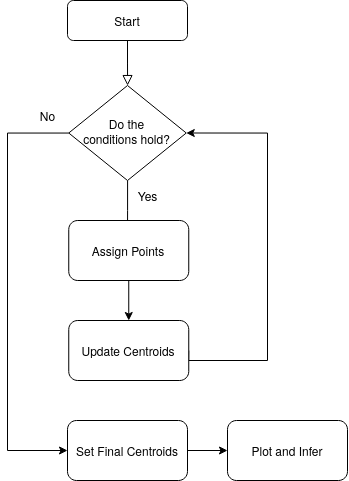 Start
No
Do the
conditions hold?
Yes
Assign Points
Update Centroids
Set Final Centroids
Plot and Infer